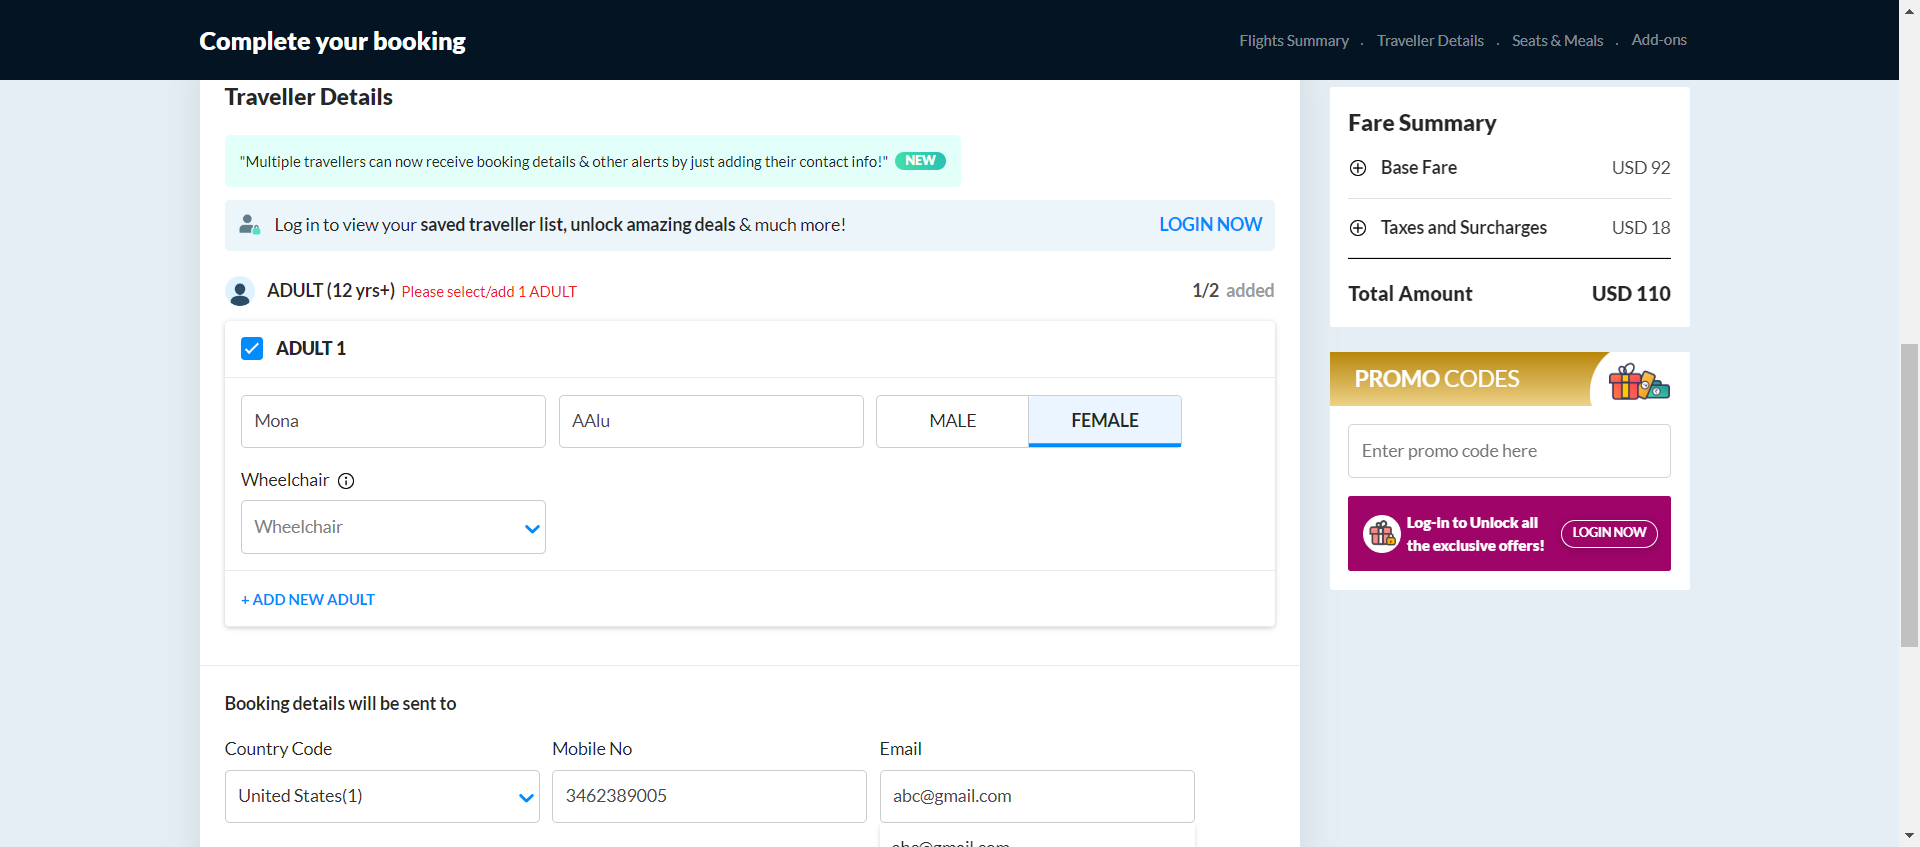 Complete your booking
Flights Summary . Traveller Details . Seats & Meals . Add-ons
Traveller Details
"Multiple travellers can now receive booking details & other alerts by just adding their contact info!" NEW
Log in to view your saved traveller list, unlock amazing deals & much more! LOGIN NOW
ADULT (12 yrs+) Please select/add 1 ADULT 1/2 added
ADULT 1
Mona AAlu MALE FEMALE
Wheelchair
Wheelchair
+ ADD NEW ADULT
Booking details will be sent to
Country Code Mobile No Email
United States(1) 3462389005 abc@gmail.com
abc@gmail.com
Fare Summary
Base Fare USD 92
Taxes and Surcharges USD 18
Total Amount USD 110
PROMO CODES
Enter promo code here
Log-in to Unlock all
the exclusive offers!
LOGIN NOW